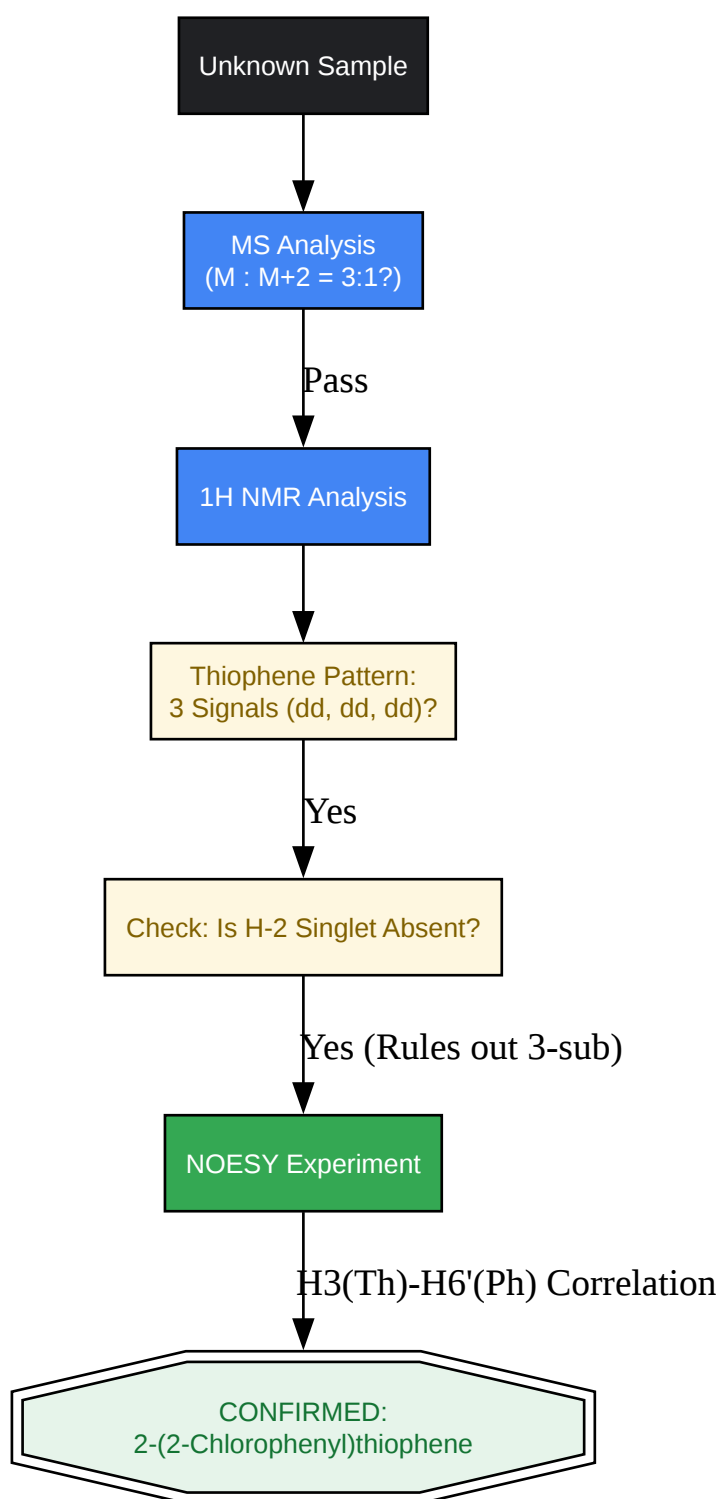 Unknown Sample
MS Analysis
(M : M+2 = 3:1?)
Pass
1H NMR Analysis
Thiophene Pattern:
3 Signals (dd, dd, dd)?
Yes
Check: Is H-2 Singlet Absent?
Yes (Rules out 3-sub)
NOESY Experiment
H3(Th)-H6'(Ph) Correlation
CONFIRMED:
2-(2-Chlorophenyl)thiophene